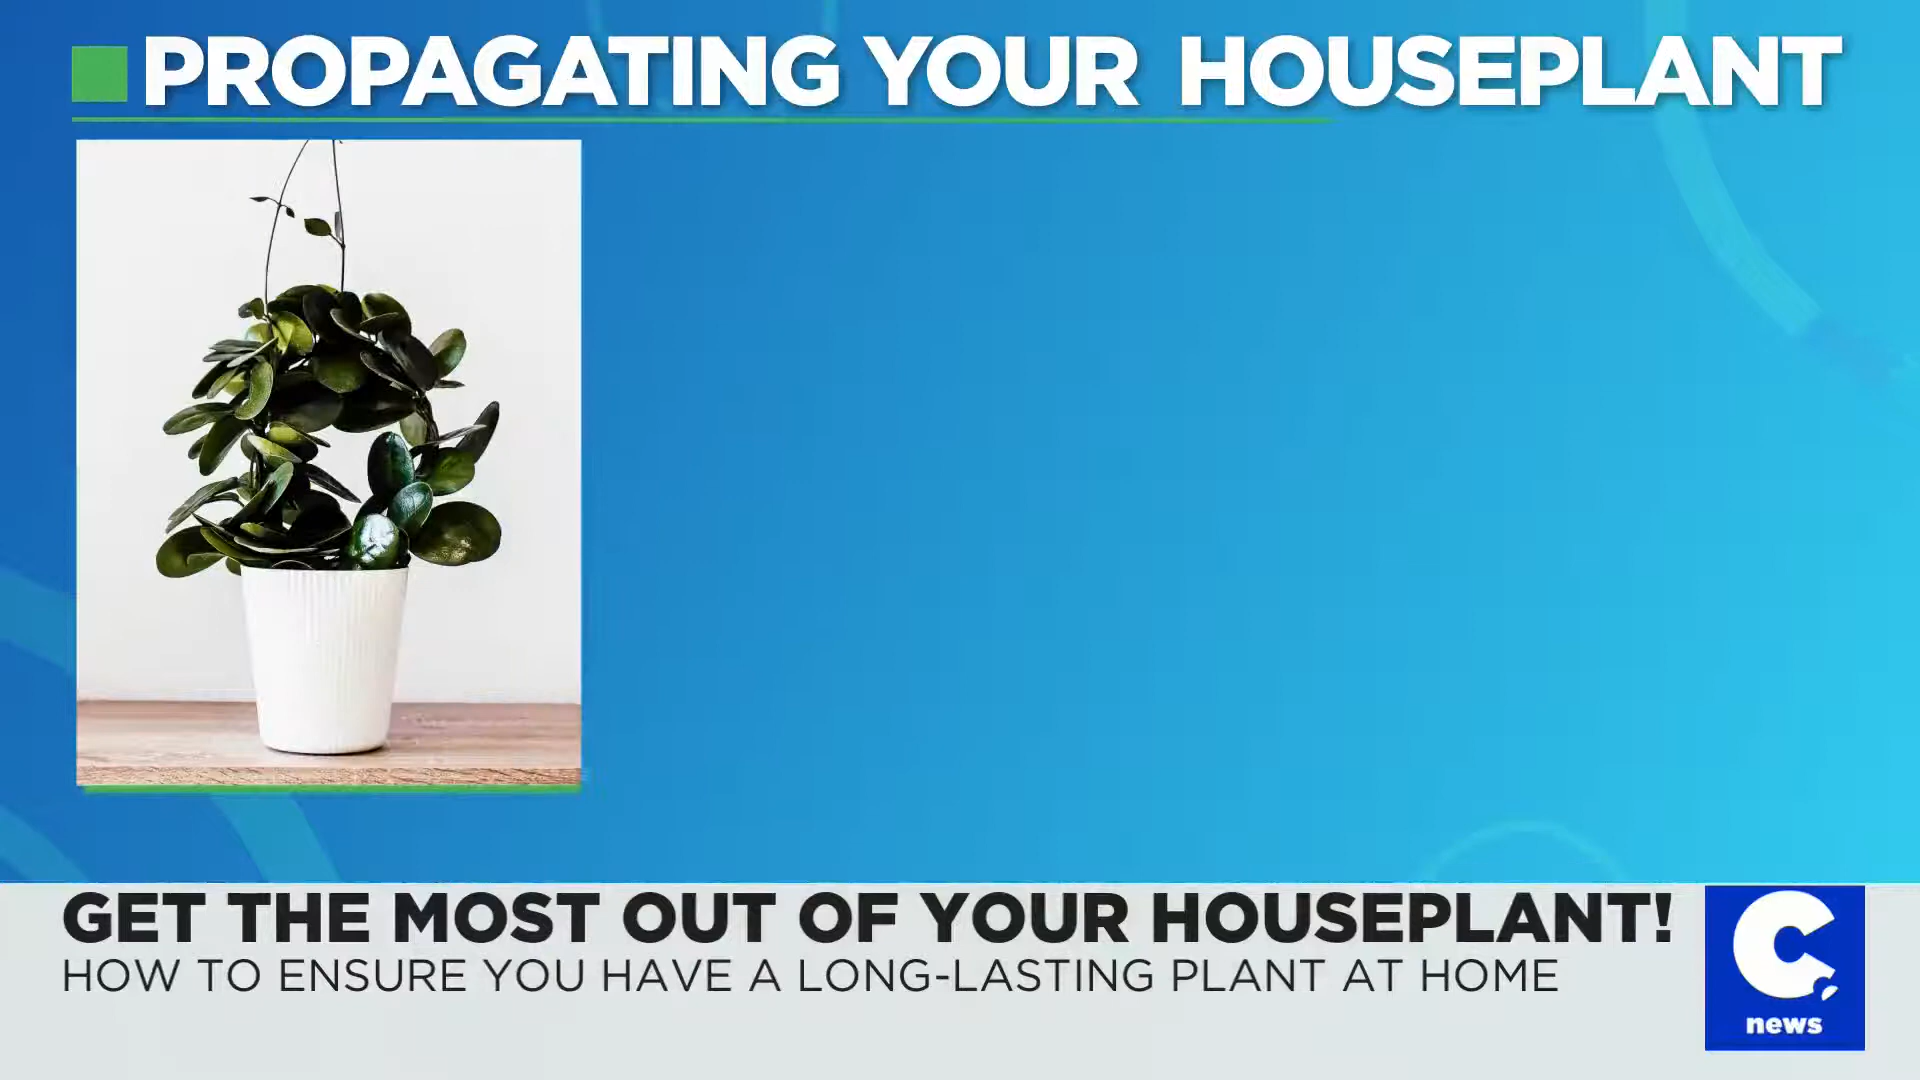 PROPAGATING YOUR HOUSEPLANT
GET THE MOST OUT OF YOUR HOUSEPLANT!
HOW TO ENSURE YOU HAVE A LONG-LASTING PLANT AT HOME
C
news